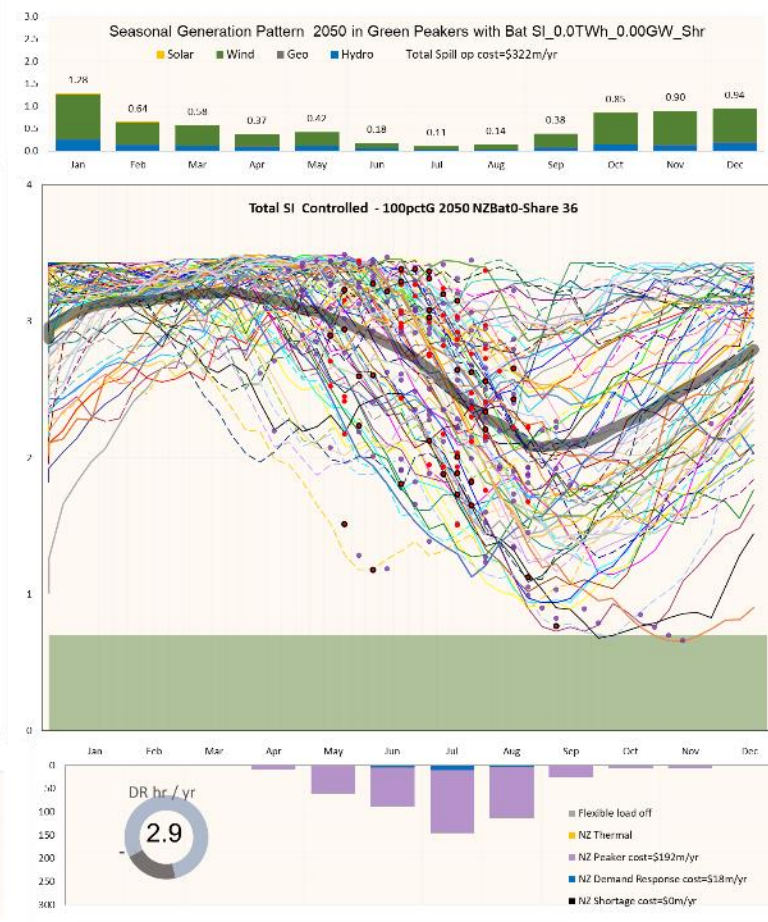 Seasonal Generation Pattern 2050 in Green Peakers with Bat SI_0.0TWh_0.00GW_Shr
Solar Wind Geo Hydro Total Spill op cost=$322m/yr
3.0
2.5
2.0
1.5
1.0
0.5
0.0
1.28 0.64 0.58 0.37 0.42 0.18 0.11 0.14 0.38 0.85 0.90 0.94
Jan Feb Mar Apr May Jun Jul Aug Sep Oct Nov Dec
Total SI Controlled - 100pctG 2050 NZBat0-Share 36
4
3
2
1
0
Jan Feb Mar Apr May Jun Jul Aug Sep Oct Nov Dec
0
50
100
150
200
250
300
DR hr / yr
2.9
Flexible load off
NZ Thermal
NZ Peaker cost=$192m/yr
NZ Demand Response cost=$18m/yr
NZ Shortage cost=$0m/yr